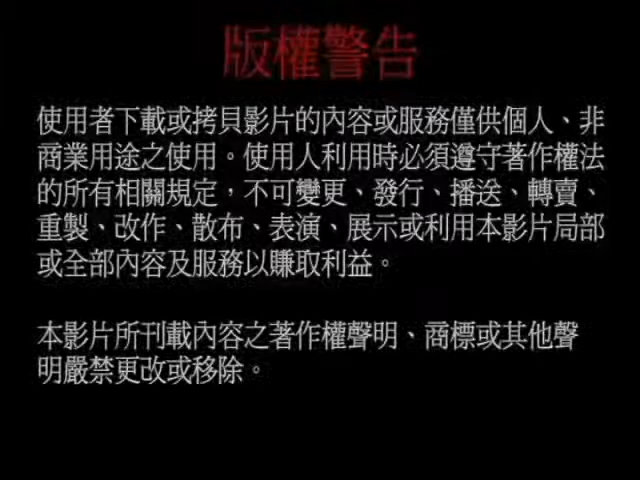 版權警告
使用者下載或拷貝影片的內容或服務僅供個人、非
商業用途之使用。使用人利用時必須遵守著作權法
的所有相關規定，不可變更、發行、播送、轉賣、
重製、改作、散布、表演、展示或利用本影片局部
或全部內容及服務以賺取利益。
本影片所刊載內容之著作權聲明、商標或其他聲
明嚴禁更改或移除。